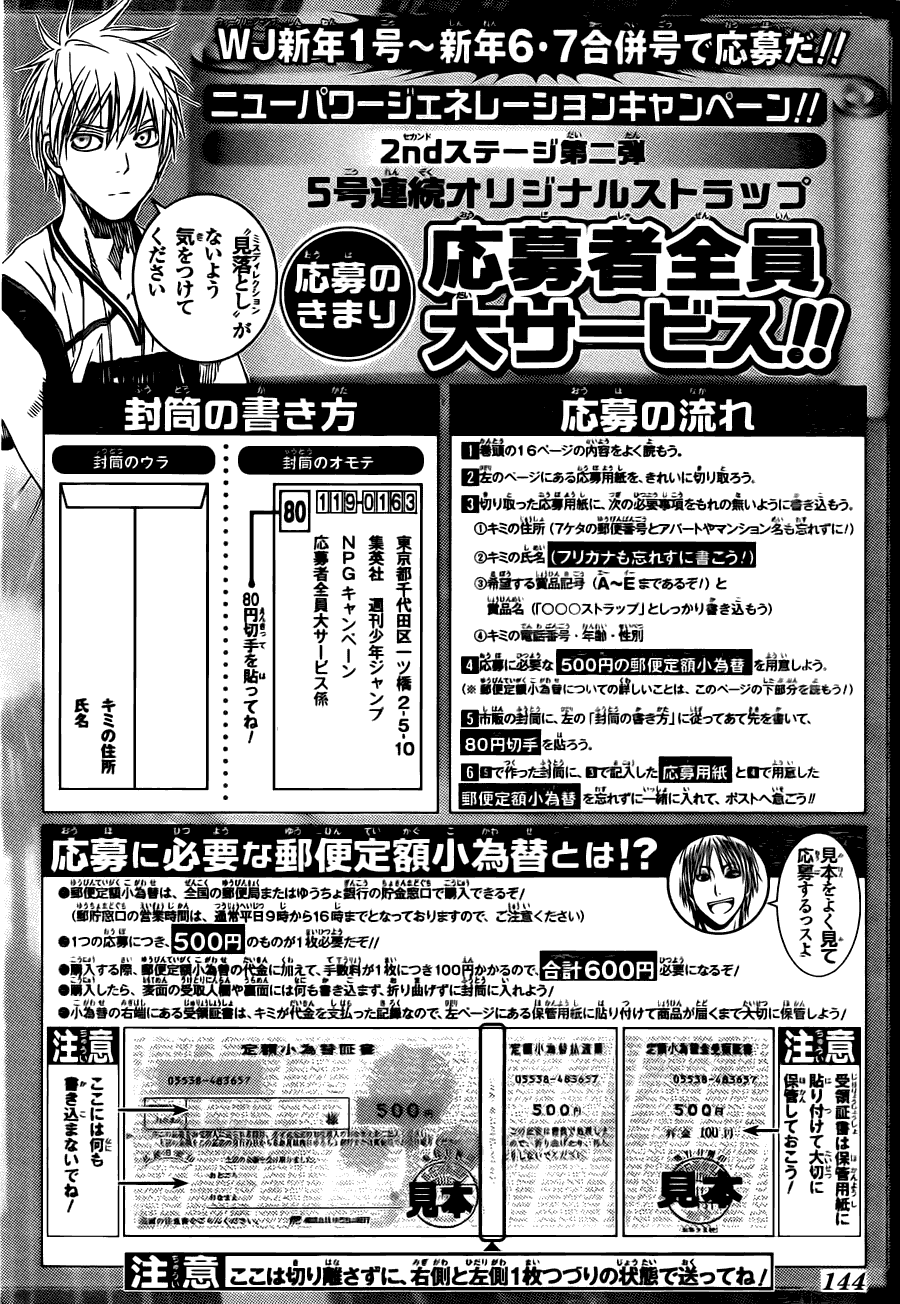 WJ新年1号～新年6・7合併号で応募だ!!
ニューパワージェネレーションキャンペーン!!
2ndステージ第二弾
5号連続オリジナルストラップ
応募者全員
大サービス!!
応募の
きまり
〝見落とし〟が
ないよう
気をつけて
ください
応募の流れ
1 巻頭の16ページの内容をよく読もう。
2 左のページにある応募用紙を、きれいに切り取ろう。
3 切り取った応募用紙に、次の必要事項をもれの無いように書き込もう。
①キミの住所(7ケタの郵便番号とアパートやマンション名も忘れずに!)
②キミの氏名(フリガナも忘れずに書こう!)
③希望する賞品記号(A～Eまであるぞ!)と
賞品名(「○○○ストラップ」としっかり書き込もう)
④キミの電話番号・年齢・性別
4 応募に必要な500円の郵便定額小為替を用意しよう。
(※郵便定額小為替についての詳しいことは、このページの下部分を読もう!)
5 市販の封筒に、左の「封筒の書き方」に従ってあて先を書いて、
80円切手を貼ろう。
6 5で作った封筒に、3で記入した応募用紙と4で用意した
郵便定額小為替を忘れずに一緒に入れて、ポストへ急ごう!!
封筒の書き方
封筒のオモテ
80
119-0163
東京都千代田区一ツ橋2-5-10
集英社 週刊少年ジャンプ
NPGキャンペーン
応募者全員大サービス係
80円切手を貼ってね!
封筒のウラ
キミの住所
氏名
応募に必要な郵便定額小為替とは!?
見本をよく見て
応募するっスよ
●郵便定額小為替は、全国の郵便局またはゆうちょ銀行の貯金窓口で購入できるぞ!
(郵貯窓口の営業時間は、通常平日9時から16時までとなっておりますので、ご注意ください)
●1つの応募につき、500円のものが1枚必要だぞ!!
●購入する際、郵便定額小為替の代金に加えて、手数料が1枚につき100円かかるので、合計600円必要になるぞ!
●購入したら、表面の受取人欄や裏面には何も書き込まず、折り曲げずに封筒に入れよう!
●小為替の右端にある受領証書は、キミが代金を支払った記録なので、左ページにある保管用紙に貼り付けて商品が届くまで大切に保管しよう!
注意
受領証書は保管用紙に
貼り付けて大切に
保管しておこう!
注意
ここには何も
書き込まないでね!
定額小為替証書
05538-483657
500円
様
見本
05538-483657
500円
05538-483657
500円
料金 100円
見本
注意 ここは切り離さずに、右側と左側1枚つづりの状態で送ってね!
144